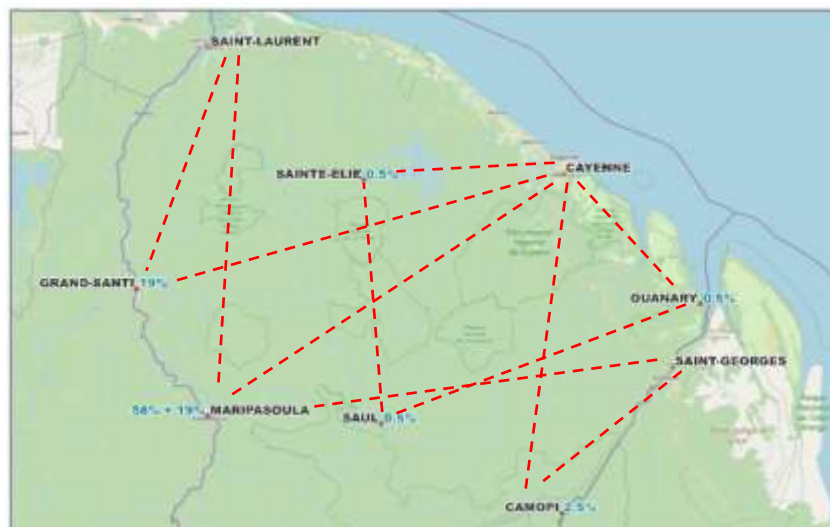 SAINT-LAURENT
SAINTE-ELIE 0.5%
CAYENNE
GRAND-SANTI 19%
OUANARY 0.5%
SAINT-GEORGES
58% + 19% MARIPASOULA
SAUL 0.5%
CAMOPI 2.5%